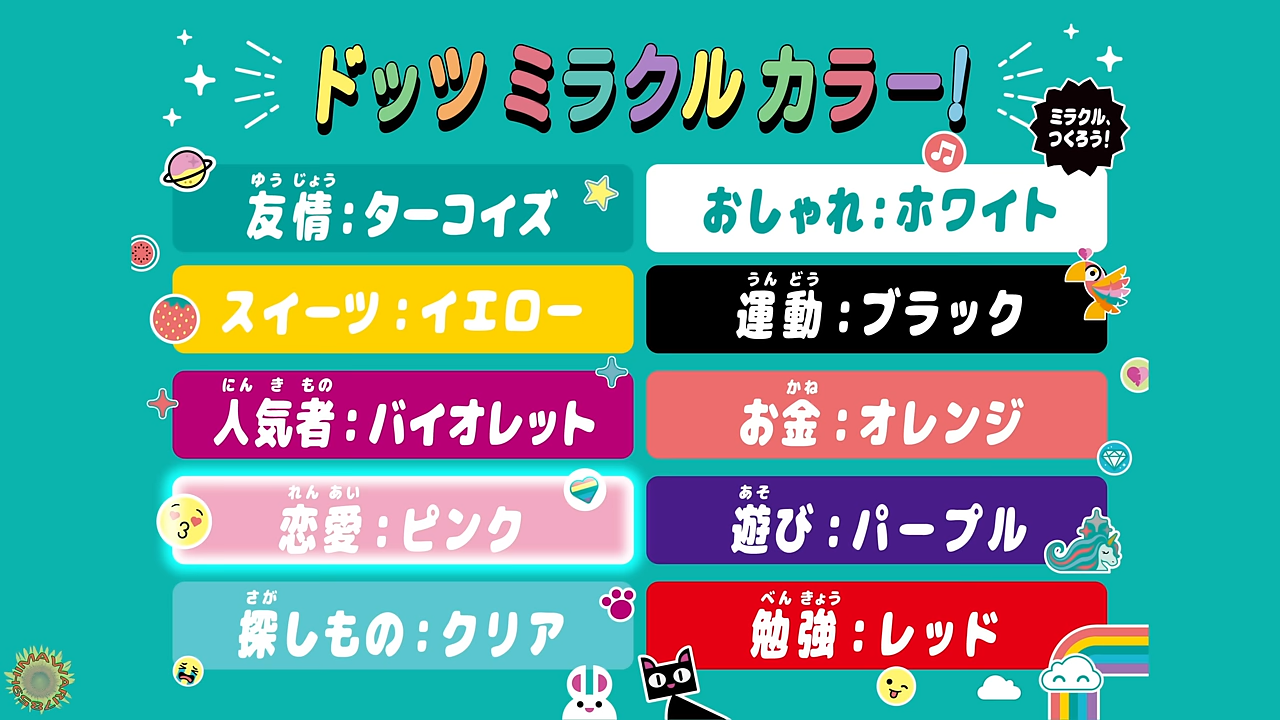 ドッツ ミラクル カラー!
ミラクル、
つくろう!
ゆう じょう
友情:ターコイズ
おしゃれ:ホワイト
スイーツ:イエロー
うん どう
運動:ブラック
にん き もの
人気者:バイオレット
かね
お金:オレンジ
れん あい
恋愛:ピンク
あそ
遊び:パープル
さが
探しもの:クリア
べん きょう
勉強:レッド